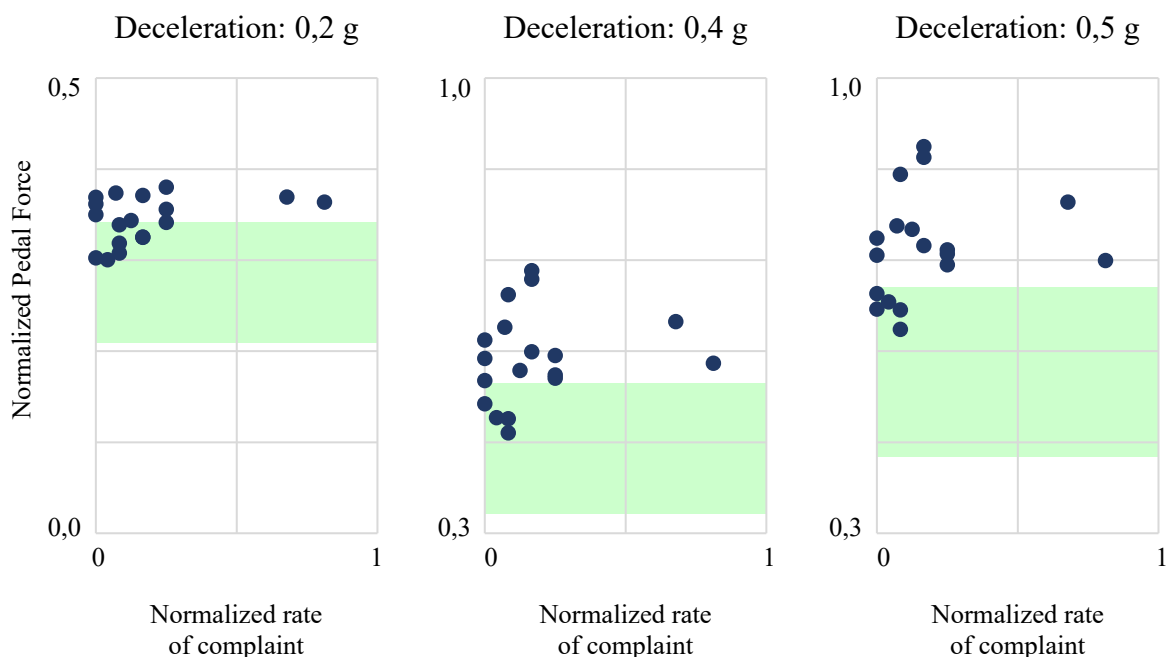 Deceleration: 0,2 g
Deceleration: 0,4 g
Deceleration: 0,5 g
Normalized Pedal Force
0,5
0,0
0
1
Normalized rate
of complaint
1,0
0,3
0
1
Normalized rate
of complaint
1,0
0,3
0
1
Normalized rate
of complaint